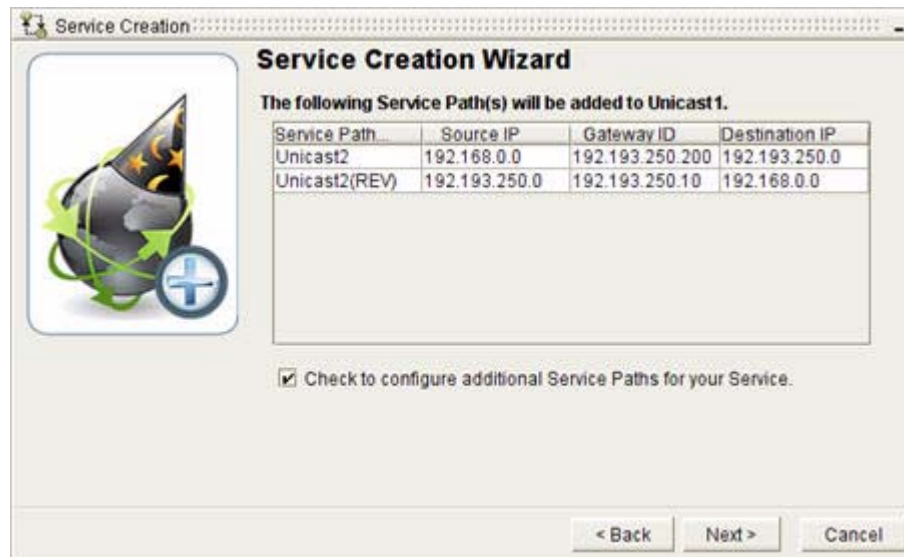 Service Creation
Service Creation Wizard
The following Service Path(s) will be added to Unicast1.
Service Path... Source IP Gateway ID Destination IP
Unicast2 192.168.0.0 192.193.250.200 192.193.250.0
Unicast2(REV) 192.193.250.0 192.193.250.10 192.168.0.0
Check to configure additional Service Paths for your Service.
< Back Next > Cancel